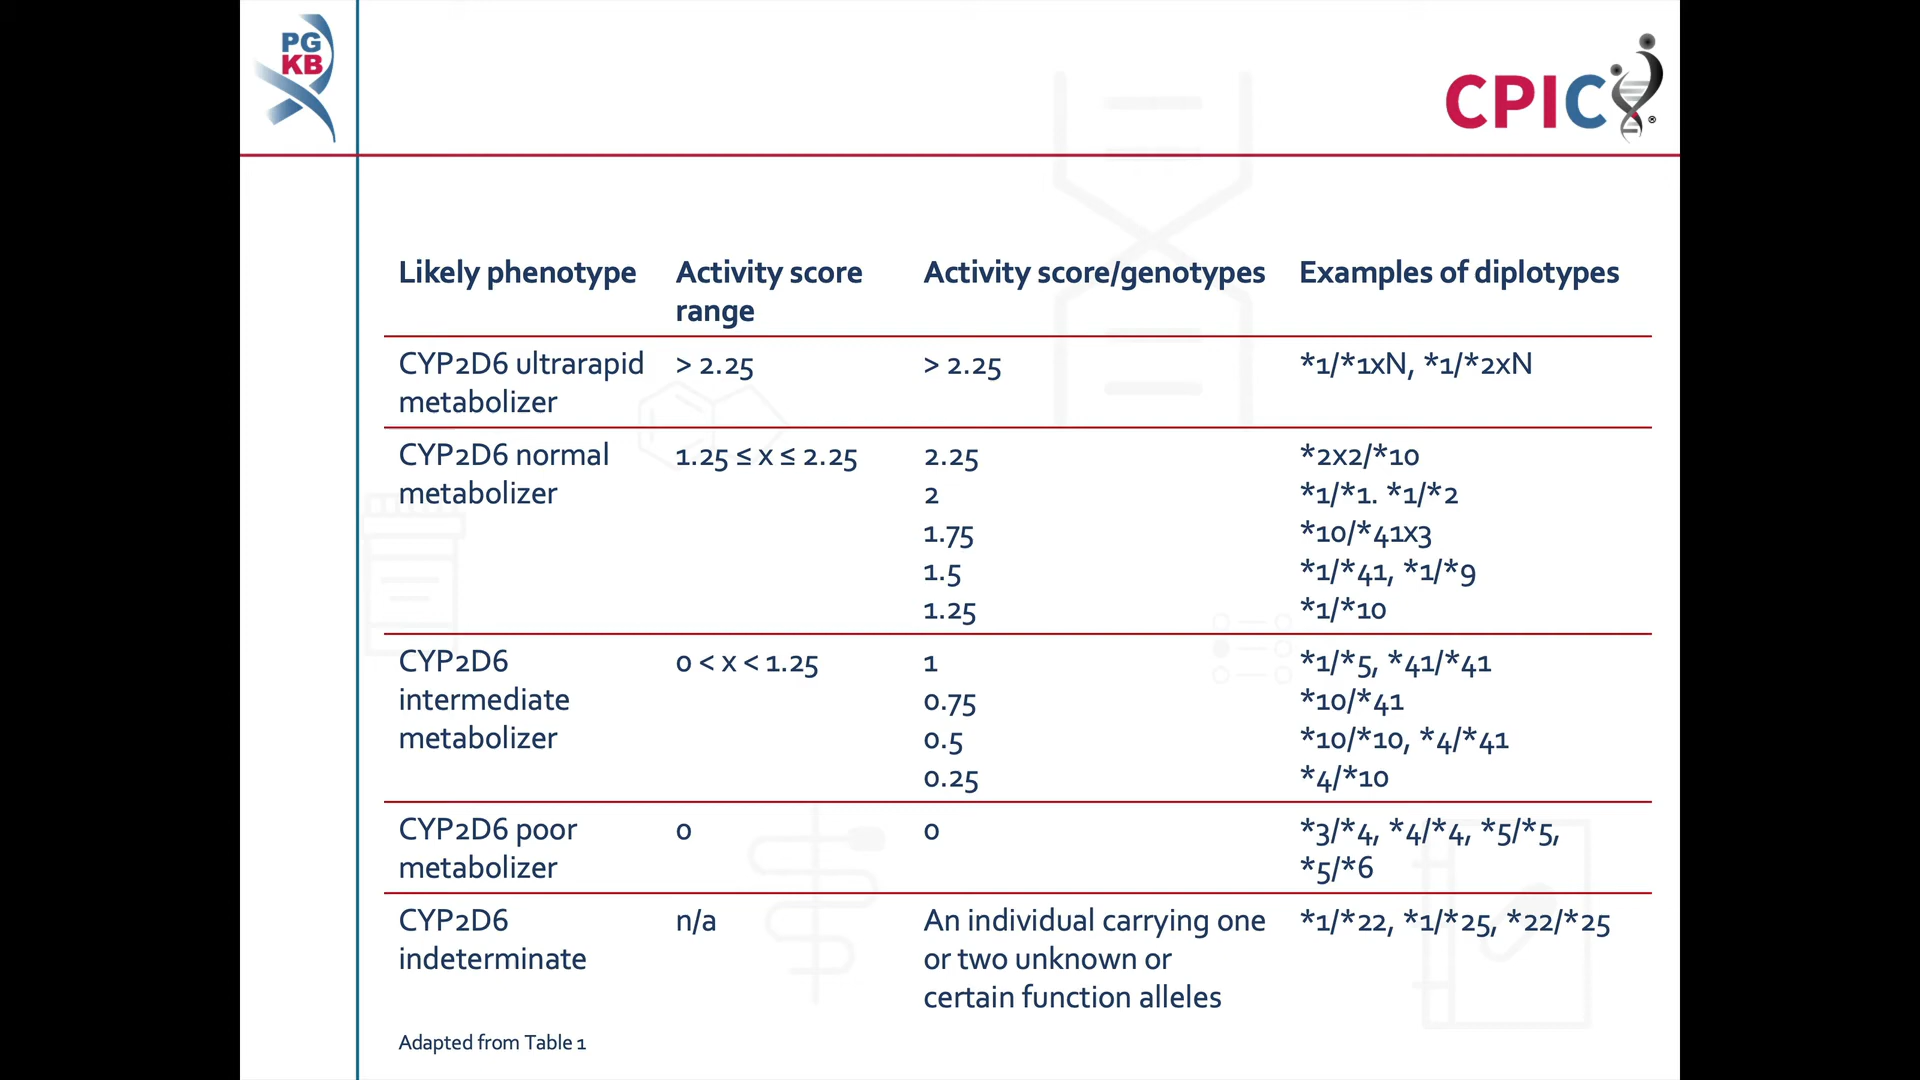 PG
KB
CPIC®
Likely phenotype Activity score range Activity score/genotypes Examples of diplotypes
CYP2D6 ultrarapid metabolizer > 2.25 > 2.25 *1/*1xN, *1/*2xN
CYP2D6 normal metabolizer 1.25 ≤ x ≤ 2.25 2.25 *2x2/*10
2 *1/*1. *1/*2
1.75 *10/*41x3
1.5 *1/*41, *1/*9
1.25 *1/*10
CYP2D6 intermediate metabolizer 0 < x < 1.25 1 *1/*5, *41/*41
0.75 *10/*41
0.5 *10/*10, *4/*41
0.25 *4/*10
CYP2D6 poor metabolizer 0 0 *3/*4, *4/*4, *5/*5, *5/*6
CYP2D6 indeterminate n/a An individual carrying one or two unknown or certain function alleles *1/*22, *1/*25, *22/*25
Adapted from Table 1